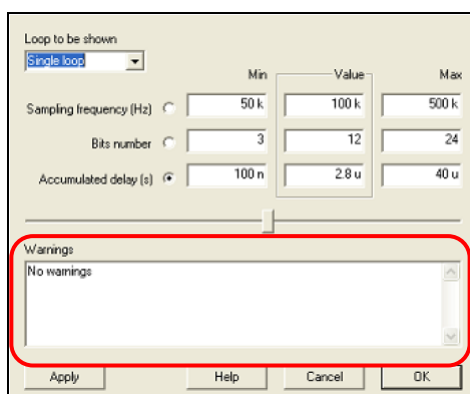 Loop to be shown
Single loop
Min Value Max
Sampling frequency (Hz) 50 k 100 k 500 k
Bits number 3 12 24
Accumulated delay (s) 100 n 2.8 u 40 u
Warnings
No warnings
Apply Help Cancel OK